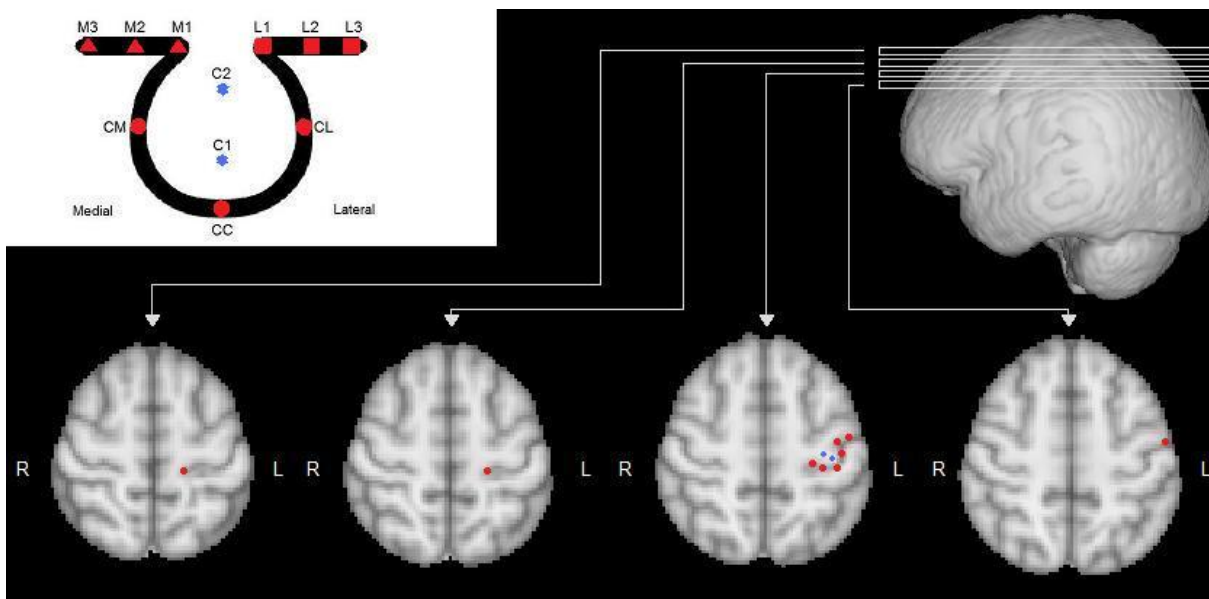 M3 M2 M1 L1 L2 L3
C2
CM CL
C1
Medial Lateral
CC
R L R L R L R L